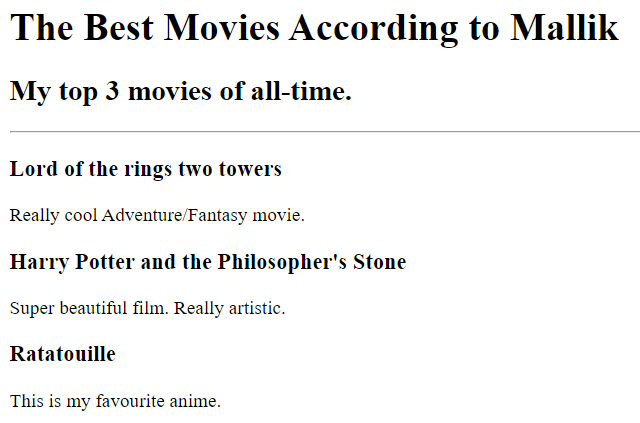 The Best Movies According to Mallik
My top 3 movies of all-time.
Lord of the rings two towers
Really cool Adventure/Fantasy movie.
Harry Potter and the Philosopher's Stone
Super beautiful film. Really artistic.
Ratatouille
This is my favourite anime.